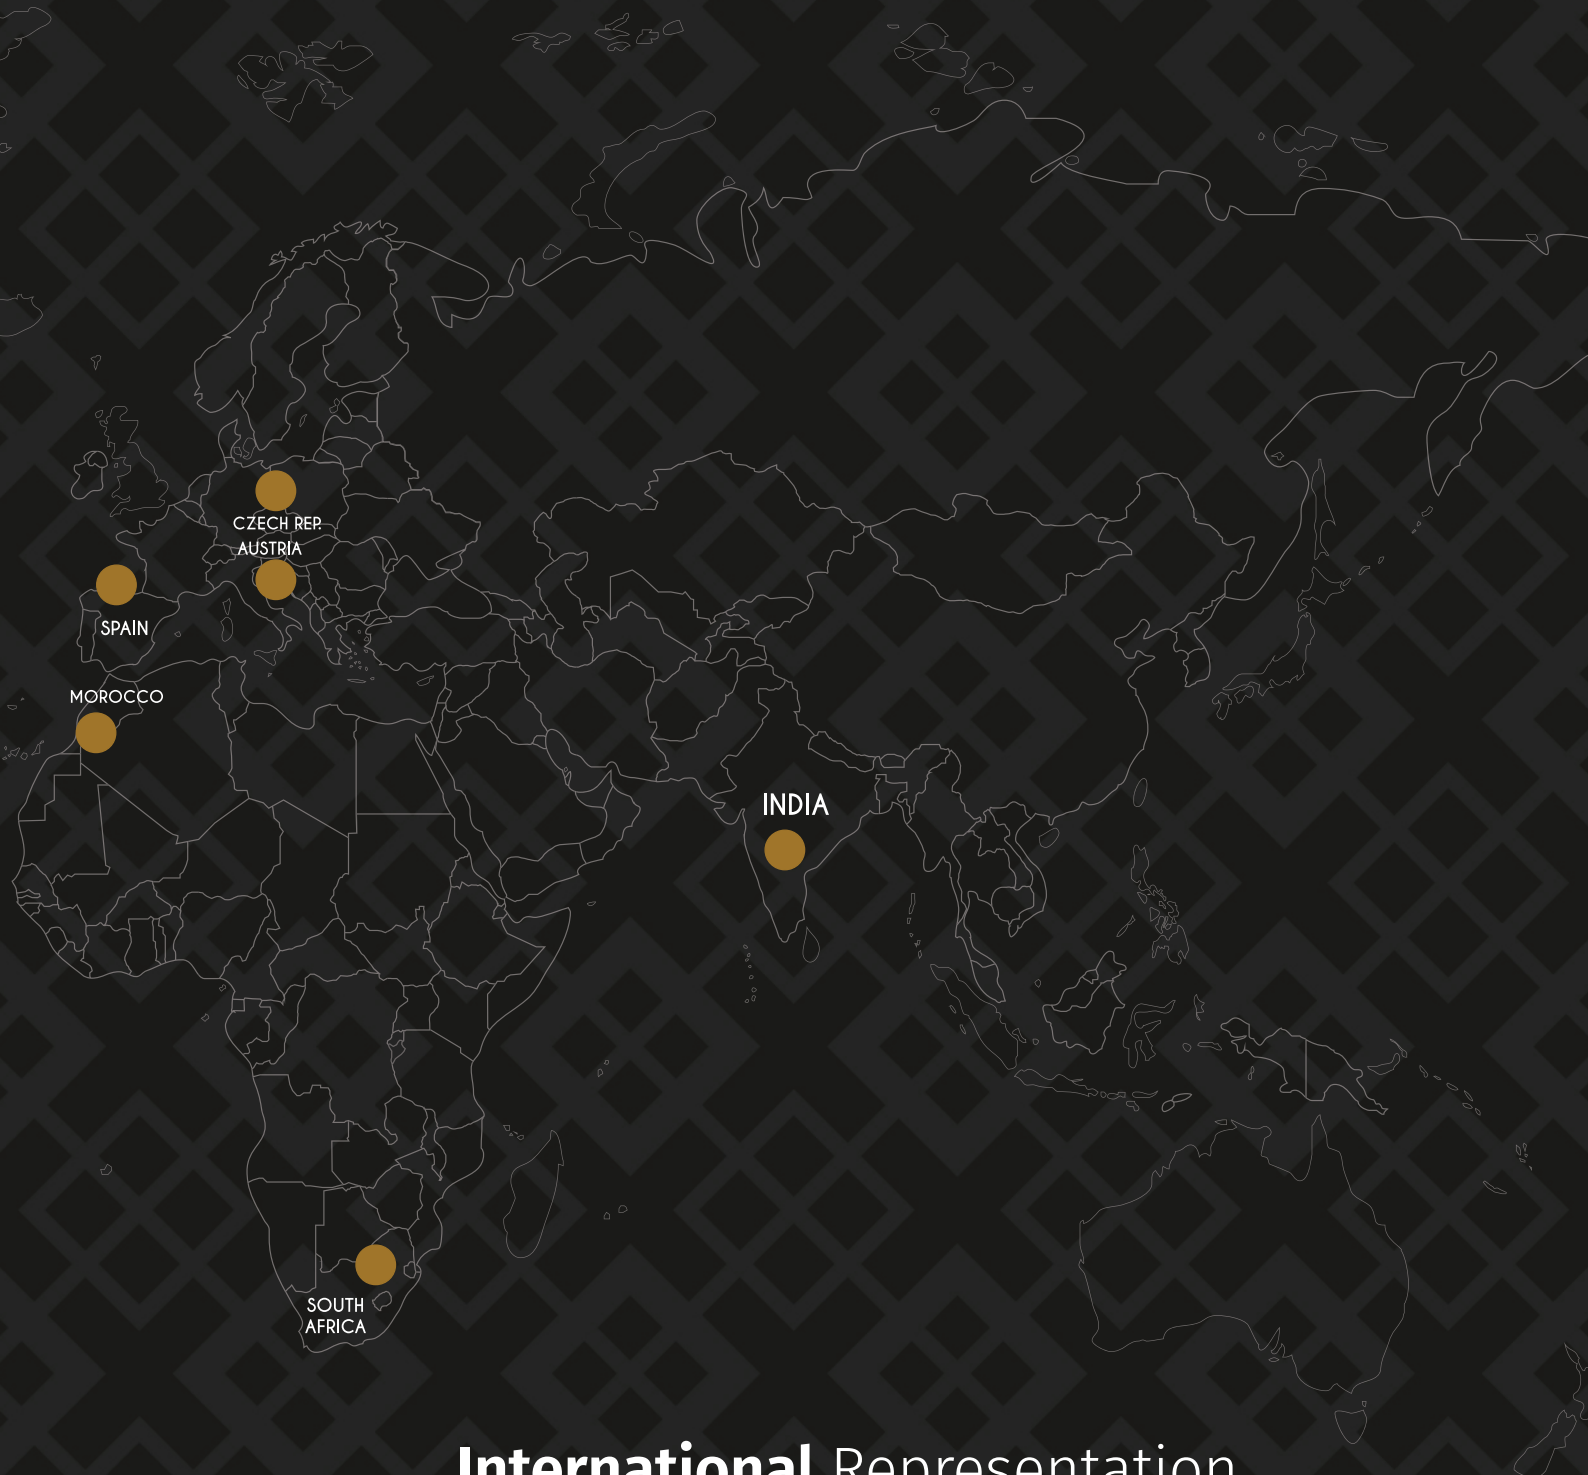 CZECH REP.
AUSTRIA
SPAIN
MOROCCO
INDIA
SOUTH
AFRICA
International Representation